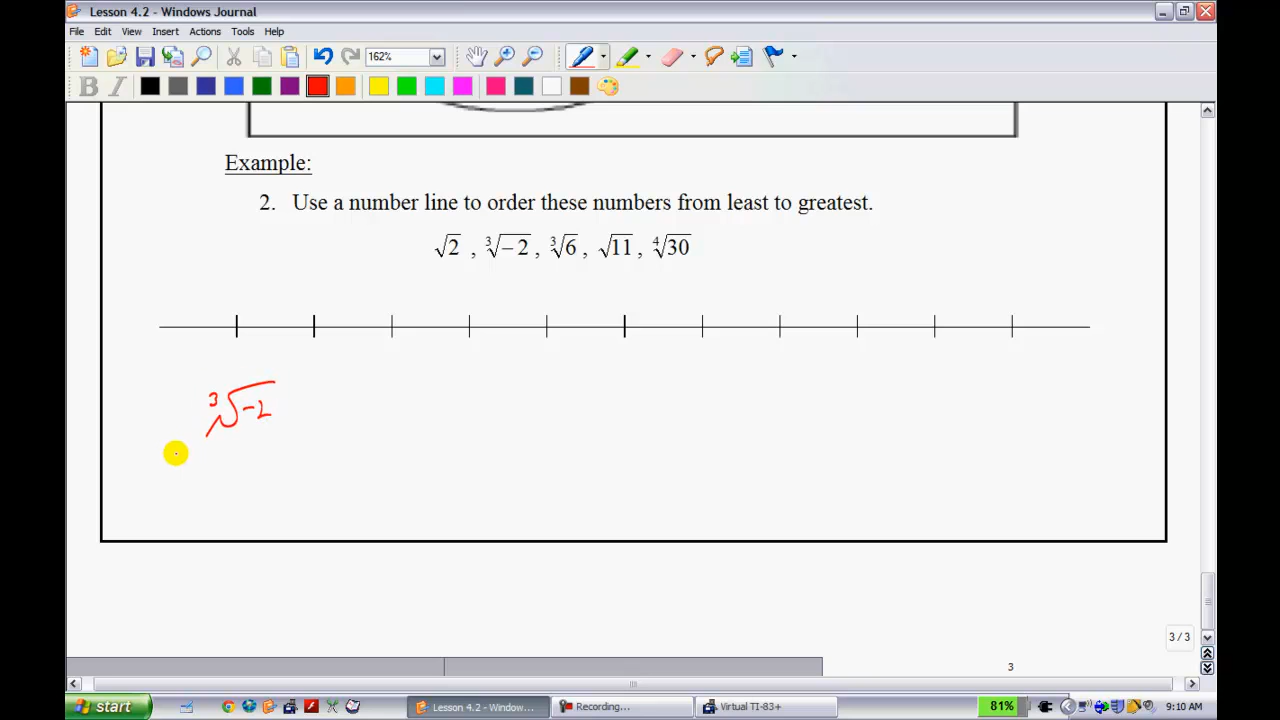 Lesson 4.2 - Windows Journal
File Edit View Insert Actions Tools Help
162%
B I
Example:
2. Use a number line to order these numbers from least to greatest.
√2 , ∛−2 , ∛6 , √11 , ∜30
∛−2
3 / 3
3
start Lesson 4.2 - Windows... Recording... Virtual TI-83+ 81% 9:10 AM